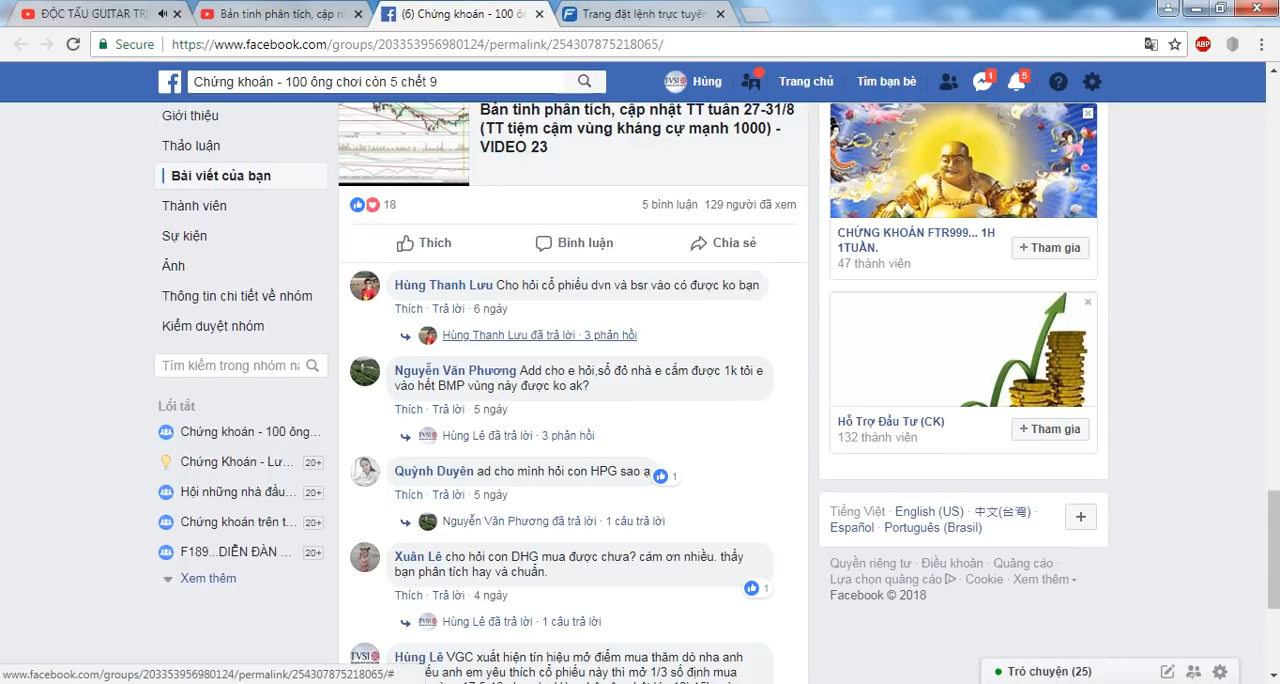 ĐỘC TẤU GUITAR TR
Bản tinh phân tích, cập n
(6) Chứng khoán - 100 ôn
Trang đặt lệnh trực tuyến
Secure
https://www.facebook.com/groups/203353956980124/permalink/254307875218065/
ABP
Chứng khoán - 100 ông chơi còn 5 chết 9
TVSI
Hùng
Trang chủ
Tìm bạn bè
1
5
Giới thiệu
Thảo luận
Bài viết của bạn
Thành viên
Sự kiện
Ảnh
Thông tin chi tiết về nhóm
Kiểm duyệt nhóm
Tìm kiếm trong nhóm n
Lối tắt
Chứng khoán - 100 ông...
Chứng Khoán - Lư... 20+
Hội những nhà đầu... 20+
Chứng khoán trên t... 20+
F189...DIỄN ĐÀN ... 20+
Xem thêm
Bản tinh phân tích, cập nhật TT tuần 27-31/8
(TT tiệm cậm vùng kháng cự mạnh 1000) -
VIDEO 23
18
5 bình luận 129 người đã xem
Thích
Bình luận
Chia sẻ
Hùng Thanh Lưu Cho hỏi cổ phiếu dvn và bsr vào có được ko bạn
Thích · Trả lời · 6 ngày
Hùng Thanh Lưu đã trả lời · 3 phản hồi
Nguyễn Văn Phương Add cho e hỏi,sổ đỏ nhà e cắm được 1k tỏi e
vào hết BMP vùng này được ko ak?
Thích · Trả lời · 5 ngày
Hùng Lê đã trả lời · 3 phản hồi
Quỳnh Duyên ad cho mình hỏi con HPG sao ạ
1
Thích · Trả lời · 5 ngày
Nguyễn Văn Phương đã trả lời · 1 câu trả lời
Xuân Lê cho hỏi con DHG mua được chưa? cám ơn nhiều. thấy
bạn phân tích hay và chuẩn.
1
Thích · Trả lời · 4 ngày
Hùng Lê đã trả lời · 1 câu trả lời
TVSI
Hùng Lê VGC xuất hiện tín hiệu mở điểm mua thăm dò nha anh
ếu anh em yêu thích cổ phiếu này thì mở 1/3 số định mua
CHỨNG KHOÁN FTR999... 1H
1TUẦN.
47 thành viên
+ Tham gia
Hỗ Trợ Đầu Tư (CK)
132 thành viên
+ Tham gia
Tiếng Việt · English (US) · 中文(台灣) ·
Español · Português (Brasil)
Quyền riêng tư · Điều khoản · Quảng cáo ·
Lựa chọn quảng cáo · Cookie · Xem thêm
Facebook © 2018
www.facebook.com/groups/203353956980124/permalink/254307875218065/#
Trò chuyện (25)